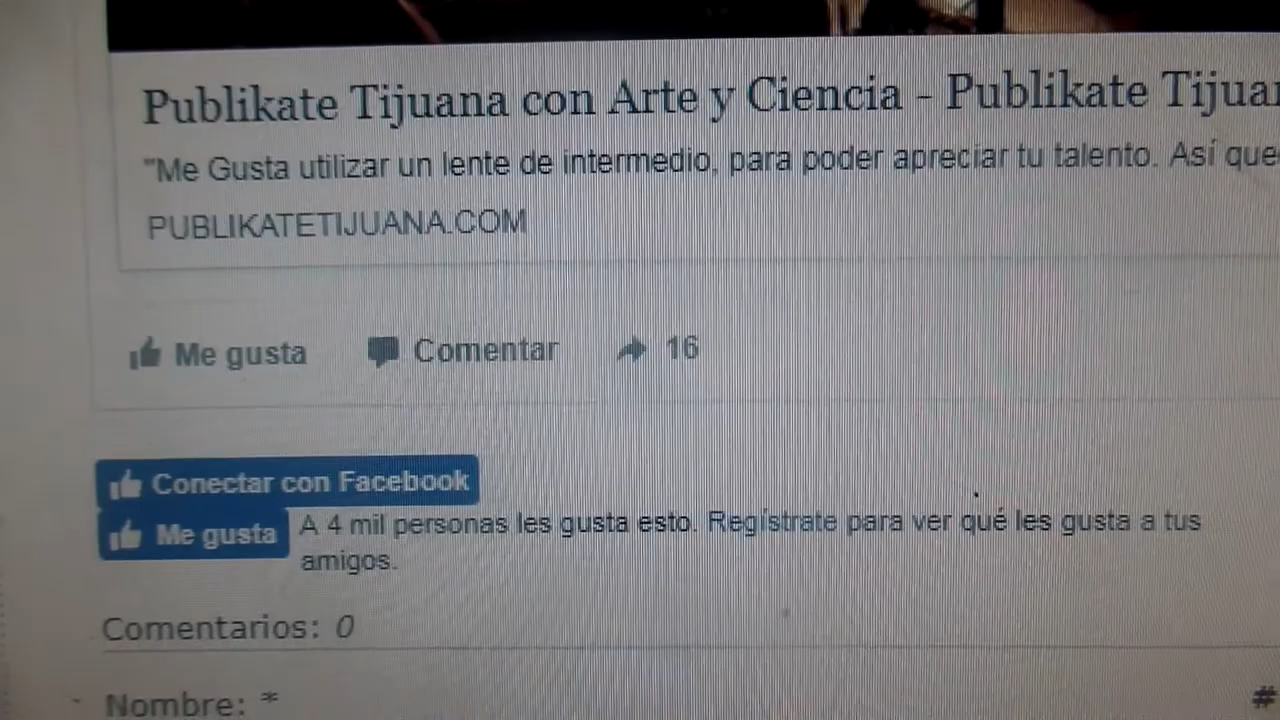 Publikate Tijuana con Arte y Ciencia - Publikate Tijuan
"Me Gusta utilizar un lente de intermedio, para poder apreciar tu talento. Así que
PUBLIKATETIJUANA.COM
Me gusta Comentar 16
Conectar con Facebook
Me gusta A 4 mil personas les gusta esto. Regístrate para ver qué les gusta a tus
amigos.
Comentarios: 0
Nombre: * #